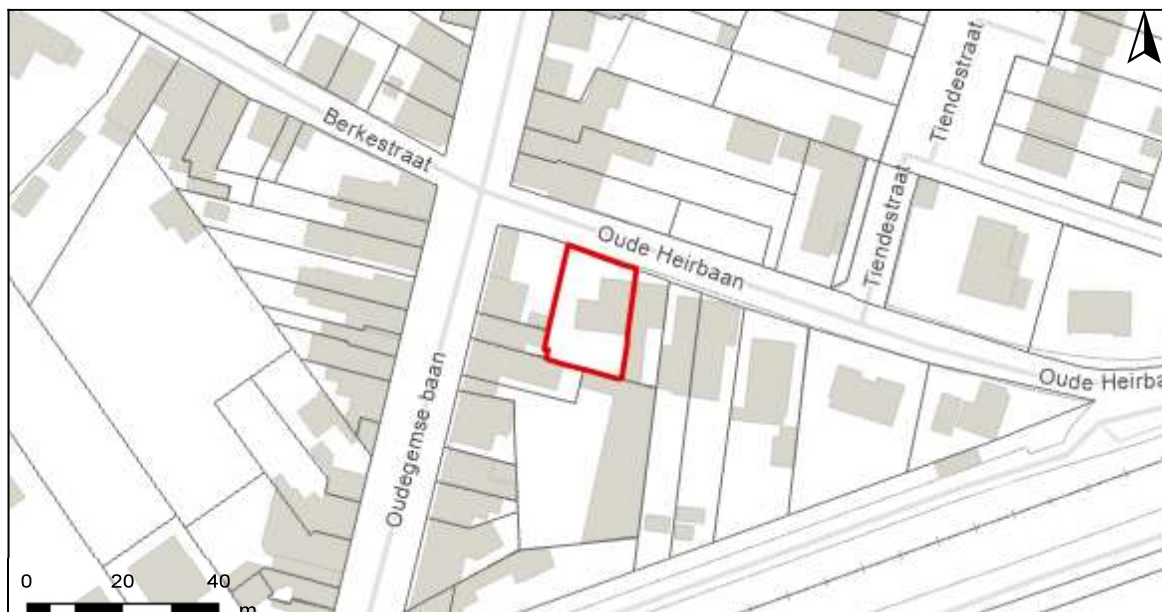 Berkestraat
Tiendestraat
Oude Heirbaan
Tiendestraat
Oude Heirba
Oudegemse baan
0 20 40
m